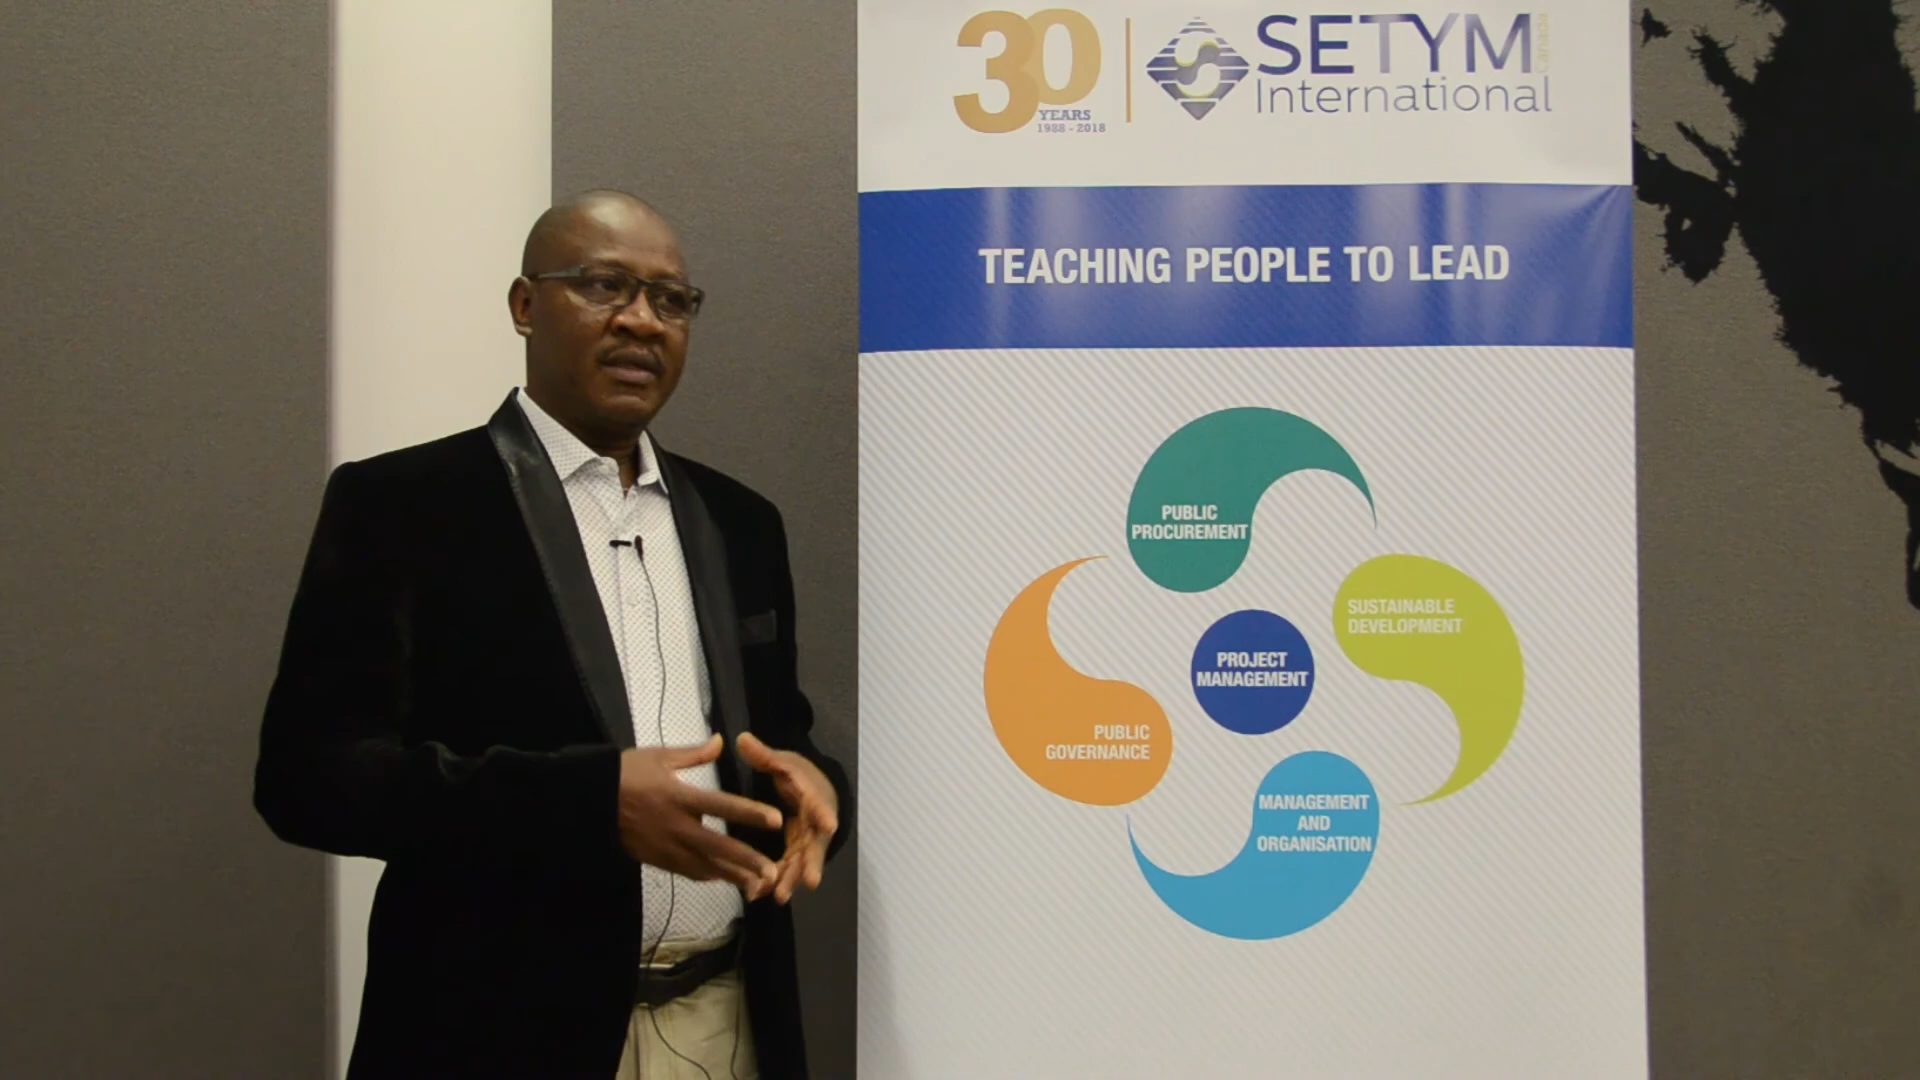 30
YEARS
1988 - 2018
SETYM
Canada
International
TEACHING PEOPLE TO LEAD
PUBLIC
PROCUREMENT
SUSTAINABLE
DEVELOPMENT
PROJECT
MANAGEMENT
PUBLIC
GOVERNANCE
MANAGEMENT
AND
ORGANISATION